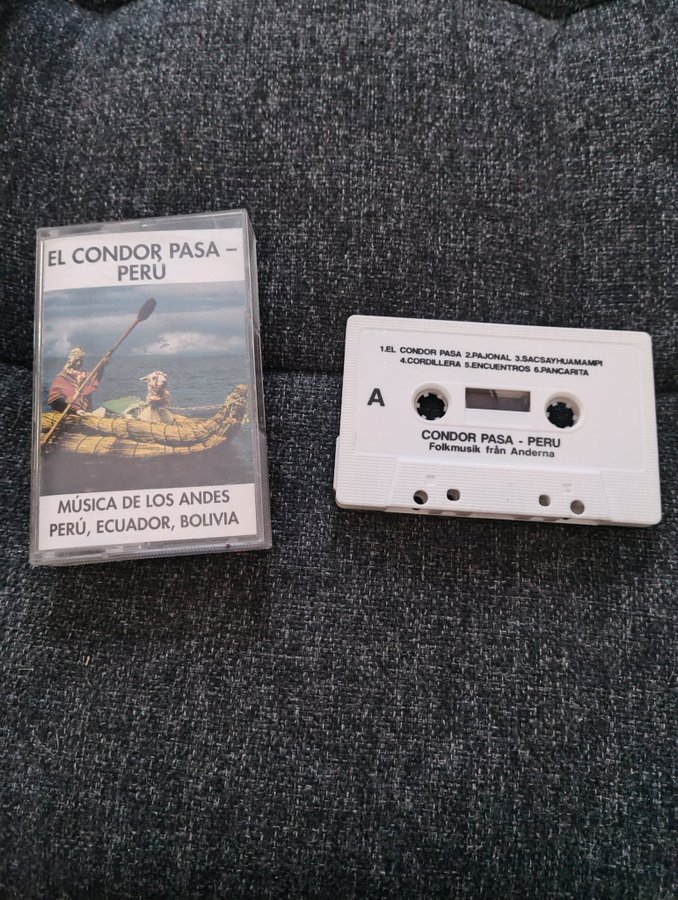 EL CONDOR PASA –
PERÚ
MÚSICA DE LOS ANDES
PERÚ, ECUADOR, BOLIVIA
1.EL CONDOR PASA 2.PAJONAL 3.SACSAYHUAMAMPI
4.CORDILLERA 5.ENCUENTROS 6.PANCARITA
A
CONDOR PASA - PERU
Folkmusik från Anderna